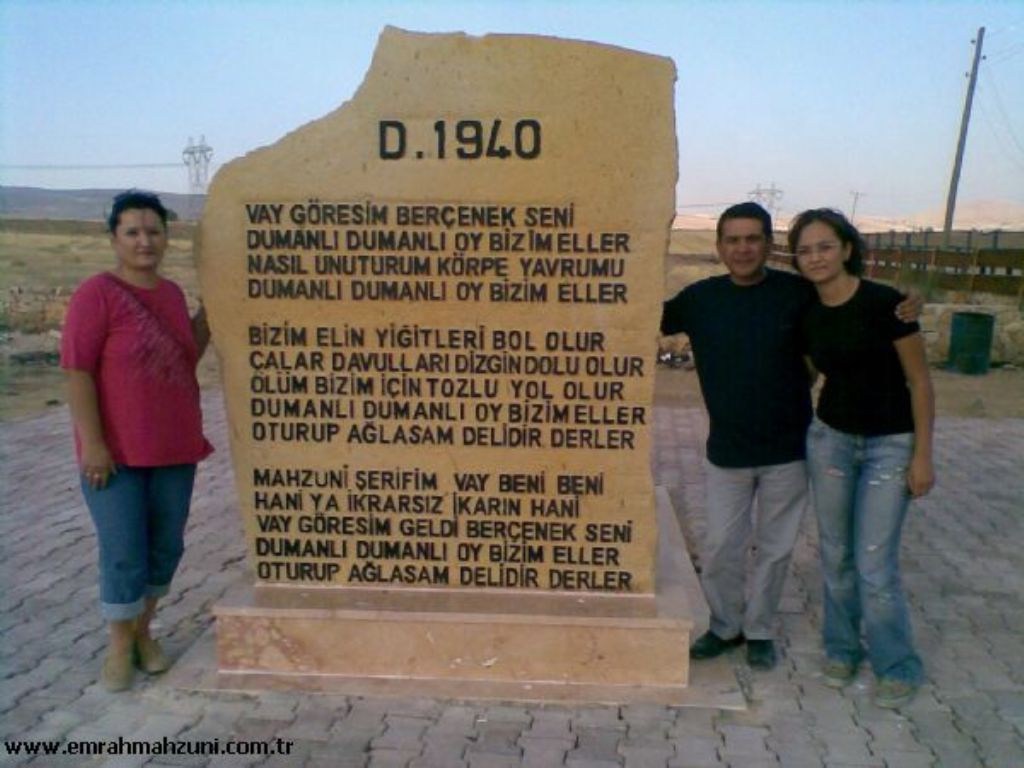 D.1940
VAY GÖRESİM BERÇENEK SENİ
DUMANLI DUMANLI OY BİZİM ELLER
NASIL UNUTURUM KÖRPE YAVRUMU
DUMANLI DUMANLI OY BİZİM ELLER
BİZİM ELİN YİĞİTLERİ BOL OLUR
ÇALAR DAVULLARI DİZGİN DOLU OLUR
ÖLÜM BİZİM İÇİN TOZLU YOL OLUR
DUMANLI DUMANLI OY BİZİM ELLER
OTURUP AĞLASAM DELİDİR DERLER
MAHZUNİ ŞERİFİM VAY BENİ BENİ
HANİ YA İKRARSIZ İKARIN HANİ
VAY GÖRESİM GELDİ BERÇENEK SENİ
DUMANLI DUMANLI OY BİZİM ELLER
OTURUP AĞLASAM DELİDİR DERLER
www.emrahmahzuni.com.tr